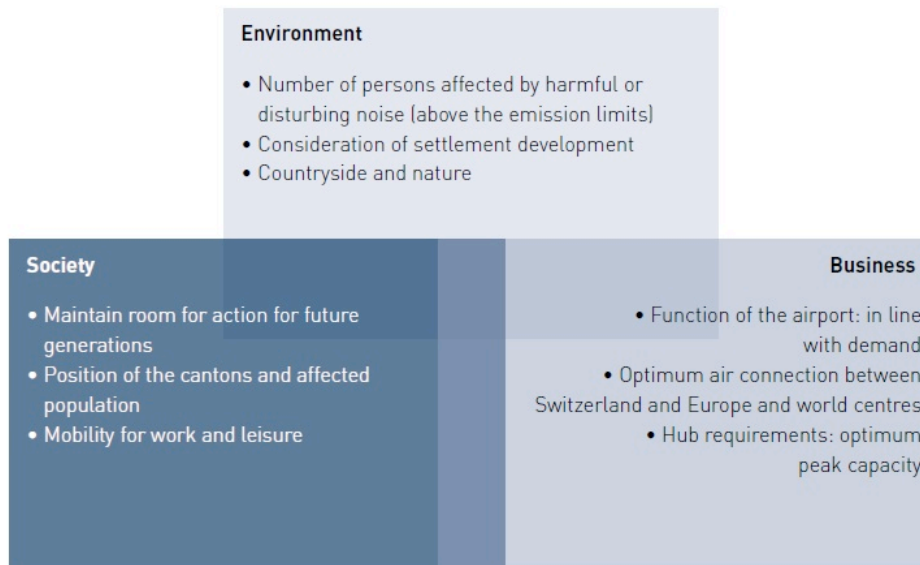 Environment
• Number of persons affected by harmful or
disturbing noise (above the emission limits)
• Consideration of settlement development
• Countryside and nature
Society
• Maintain room for action for future
generations
• Position of the cantons and affected
population
• Mobility for work and leisure
Business
• Function of the airport: in line
with demand
• Optimum air connection between
Switzerland and Europe and world centres
• Hub requirements: optimum
peak capacity